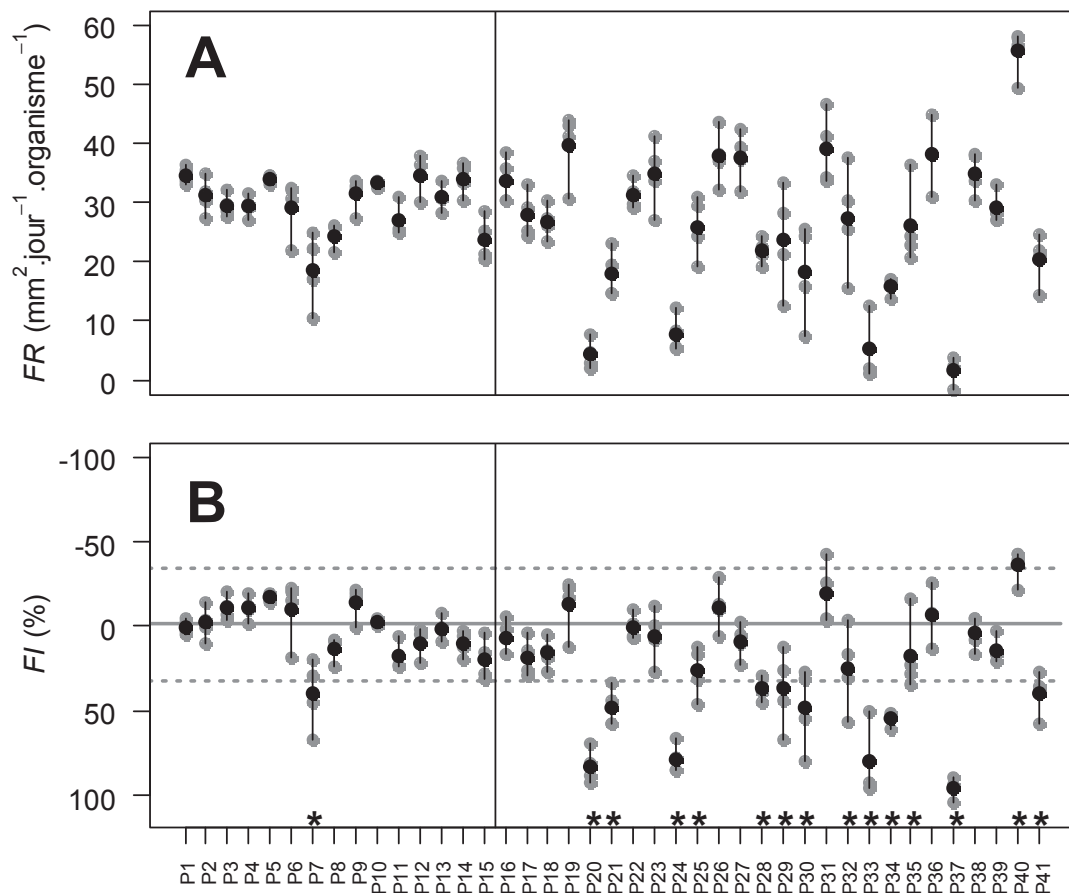 A
FR (mm².jour⁻¹.organisme⁻¹)
60
50
40
30
20
10
0
B
FI (%)
-100
-50
0
50
100
* * * * * * * * * * * * * * *
P1 P2 P3 P4 P5 P6 P7 P8 P9 P10 P11 P12 P13 P14 P15 P16 P17 P18 P19 P20 P21 P22 P23 P24 P25 P26 P27 P28 P29 P30 P31 P32 P33 P34 P35 P36 P37 P38 P39 P40 P41